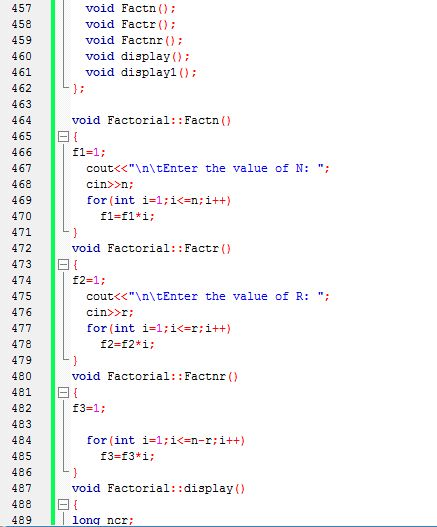 457 void Factn();
458 void Factr();
459 void Factnr();
460 void display();
461 void display1();
462 };
463
464 void Factorial::Factn()
465 {
466 f1=1;
467 cout<<"\n\tEnter the value of N: ";
468 cin>>n;
469 for(int i=1;i<=n;i++)
470 f1=f1*i;
471 }
472 void Factorial::Factr()
473 {
474 f2=1;
475 cout<<"\n\tEnter the value of R: ";
476 cin>>r;
477 for(int i=1;i<=r;i++)
478 f2=f2*i;
479 }
480 void Factorial::Factnr()
481 {
482 f3=1;
483
484 for(int i=1;i<=n-r;i++)
485 f3=f3*i;
486 }
487 void Factorial::display()
488 {
489 long ncr;